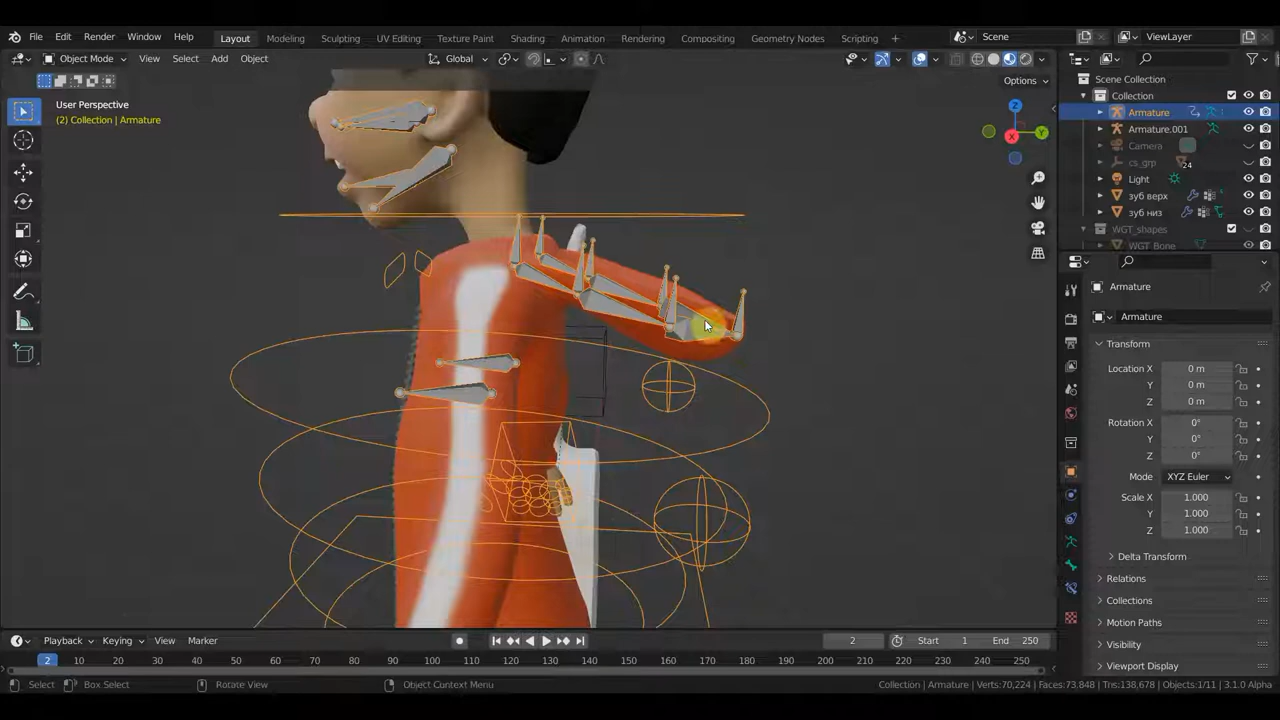 File Edit Render Window Help Layout Modeling Sculpting UV Editing Texture Paint Shading Animation Rendering Compositing Geometry Nodes Scripting + Scene ViewLayer
Object Mode View Select Add Object Global
Options
User Perspective
(2) Collection | Armature
Scene Collection
Collection
Armature
Armature.001
Camera
cs_grp
24
Light
зуб верх
зуб низ
WGT_shapes
WGT Bone
X
Y
Z
Armature
Armature
Transform
Location X 0 m
Y 0 m
Z 0 m
Rotation X 0°
Y 0°
Z 0°
Mode XYZ Euler
Scale X 1.000
Y 1.000
Z 1.000
Delta Transform
Relations
Collections
Motion Paths
Visibility
Viewport Display
Playback Keying View Marker 2 Start 1 End 250
2 10 20 30 40 50 60 70 80 90 100 110 120 130 140 150 160 170 180 190 200 210 220 230 240 250
Select Box Select Rotate View Object Context Menu Collection | Armature | Verts:70,224 | Faces:73,848 | Tris:138,678 | Objects:1/11 | 3.1.0 Alpha